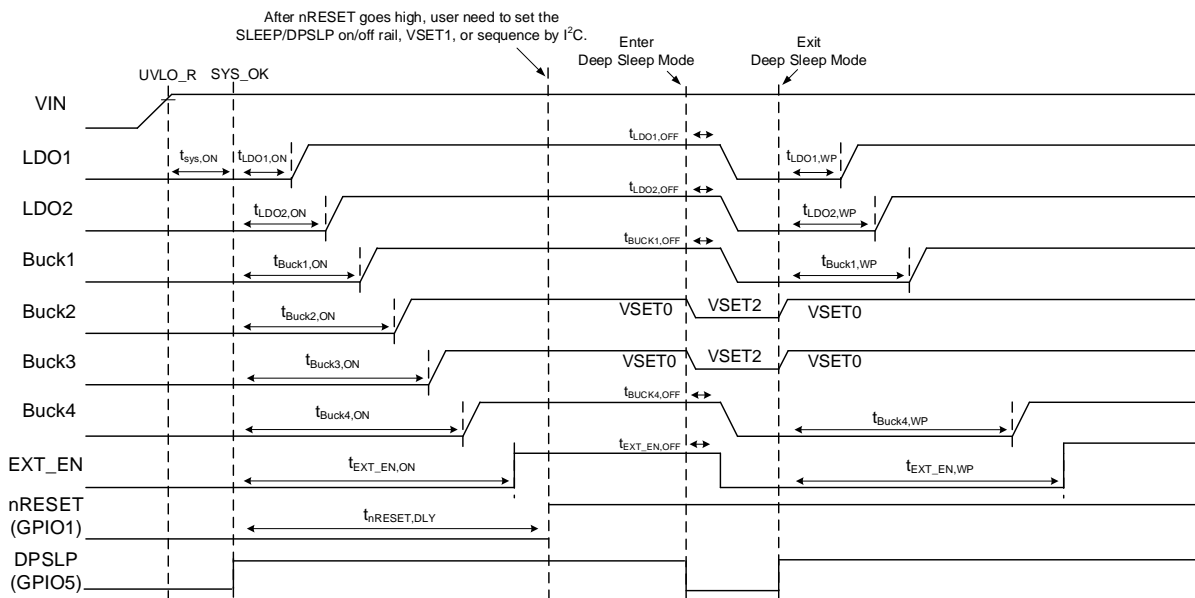 After nRESET goes high, user need to set the
SLEEP/DPSLP on/off rail, VSET1, or sequence by I²C.
Enter
Deep Sleep Mode
Exit
Deep Sleep Mode
UVLO_R
SYS_OK
VIN
LDO1
tsys,ON
tLDO1,ON
tLDO1,OFF
tLDO1,WP
LDO2
tLDO2,ON
tLDO2,OFF
tLDO2,WP
Buck1
tBuck1,ON
tBUCK1,OFF
tBuck1,WP
Buck2
tBuck2,ON
VSET0
VSET2
VSET0
Buck3
tBuck3,ON
VSET0
VSET2
VSET0
Buck4
tBuck4,ON
tBUCK4,OFF
tBuck4,WP
EXT_EN
tEXT_EN,ON
tEXT_EN,OFF
tEXT_EN,WP
nRESET
(GPIO1)
tnRESET,DLY
DPSLP
(GPIO5)